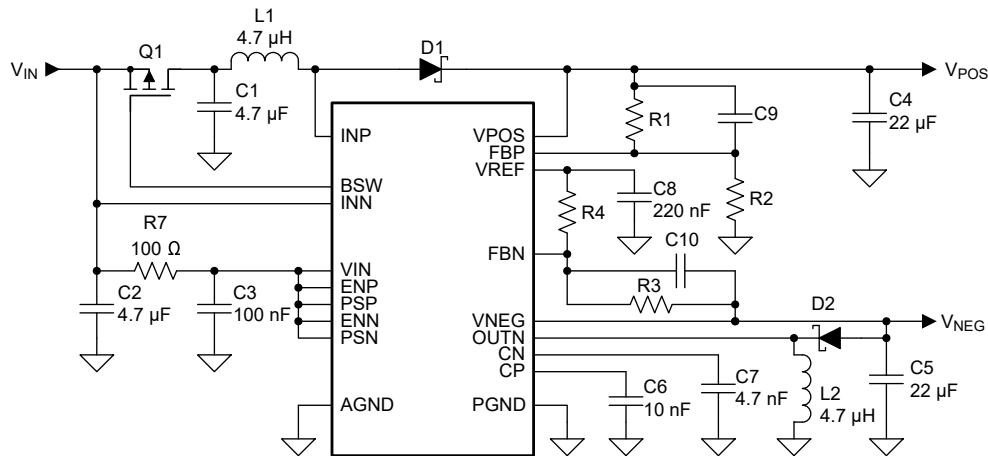 L1
4.7 µH
D1
Q1
V_IN
V_POS
C1
4.7 µF
C4
22 µF
INP
VPOS
R1
C9
FBP
VREF
BSW
INN
C8
220 nF
R4
R2
R7
100 Ω
FBN
C10
VIN
ENP
PSP
ENN
PSN
C2
4.7 µF
C3
100 nF
R3
D2
VNEG
V_NEG
OUTN
CN
CP
C6
10 nF
C7
4.7 nF
L2
4.7 µH
C5
22 µF
AGND
PGND